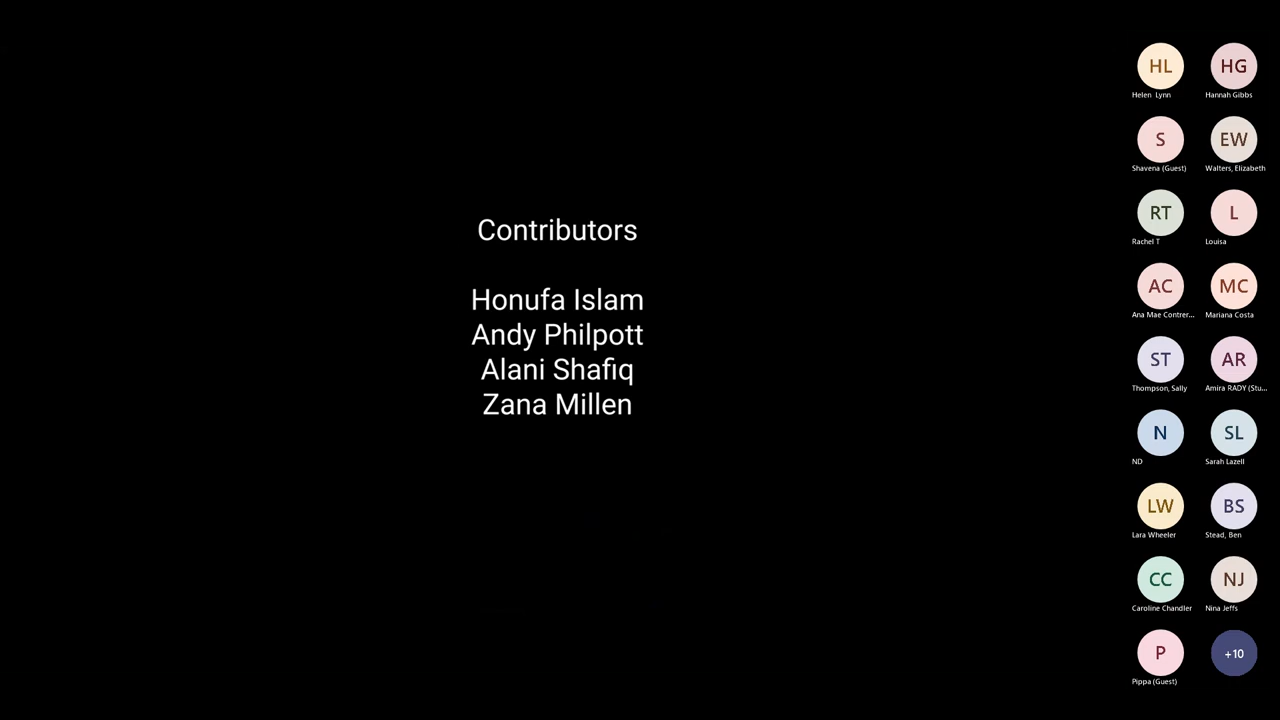 Contributors
Honufa Islam
Andy Philpott
Alani Shafiq
Zana Millen
HL
HG
Helen Lynn
Hannah Gibbs
S
EW
Shavena (Guest)
Walters, Elizabeth
RT
L
Rachel T
Louisa
AC
MC
Ana Mae Contrer...
Mariana Costa
ST
AR
Thompson, Sally
Amira RADY (Stu...
N
SL
ND
Sarah Lazell
LW
BS
Lara Wheeler
Stead, Ben
CC
NJ
Caroline Chandler
Nina Jeffs
P
+10
Pippa (Guest)